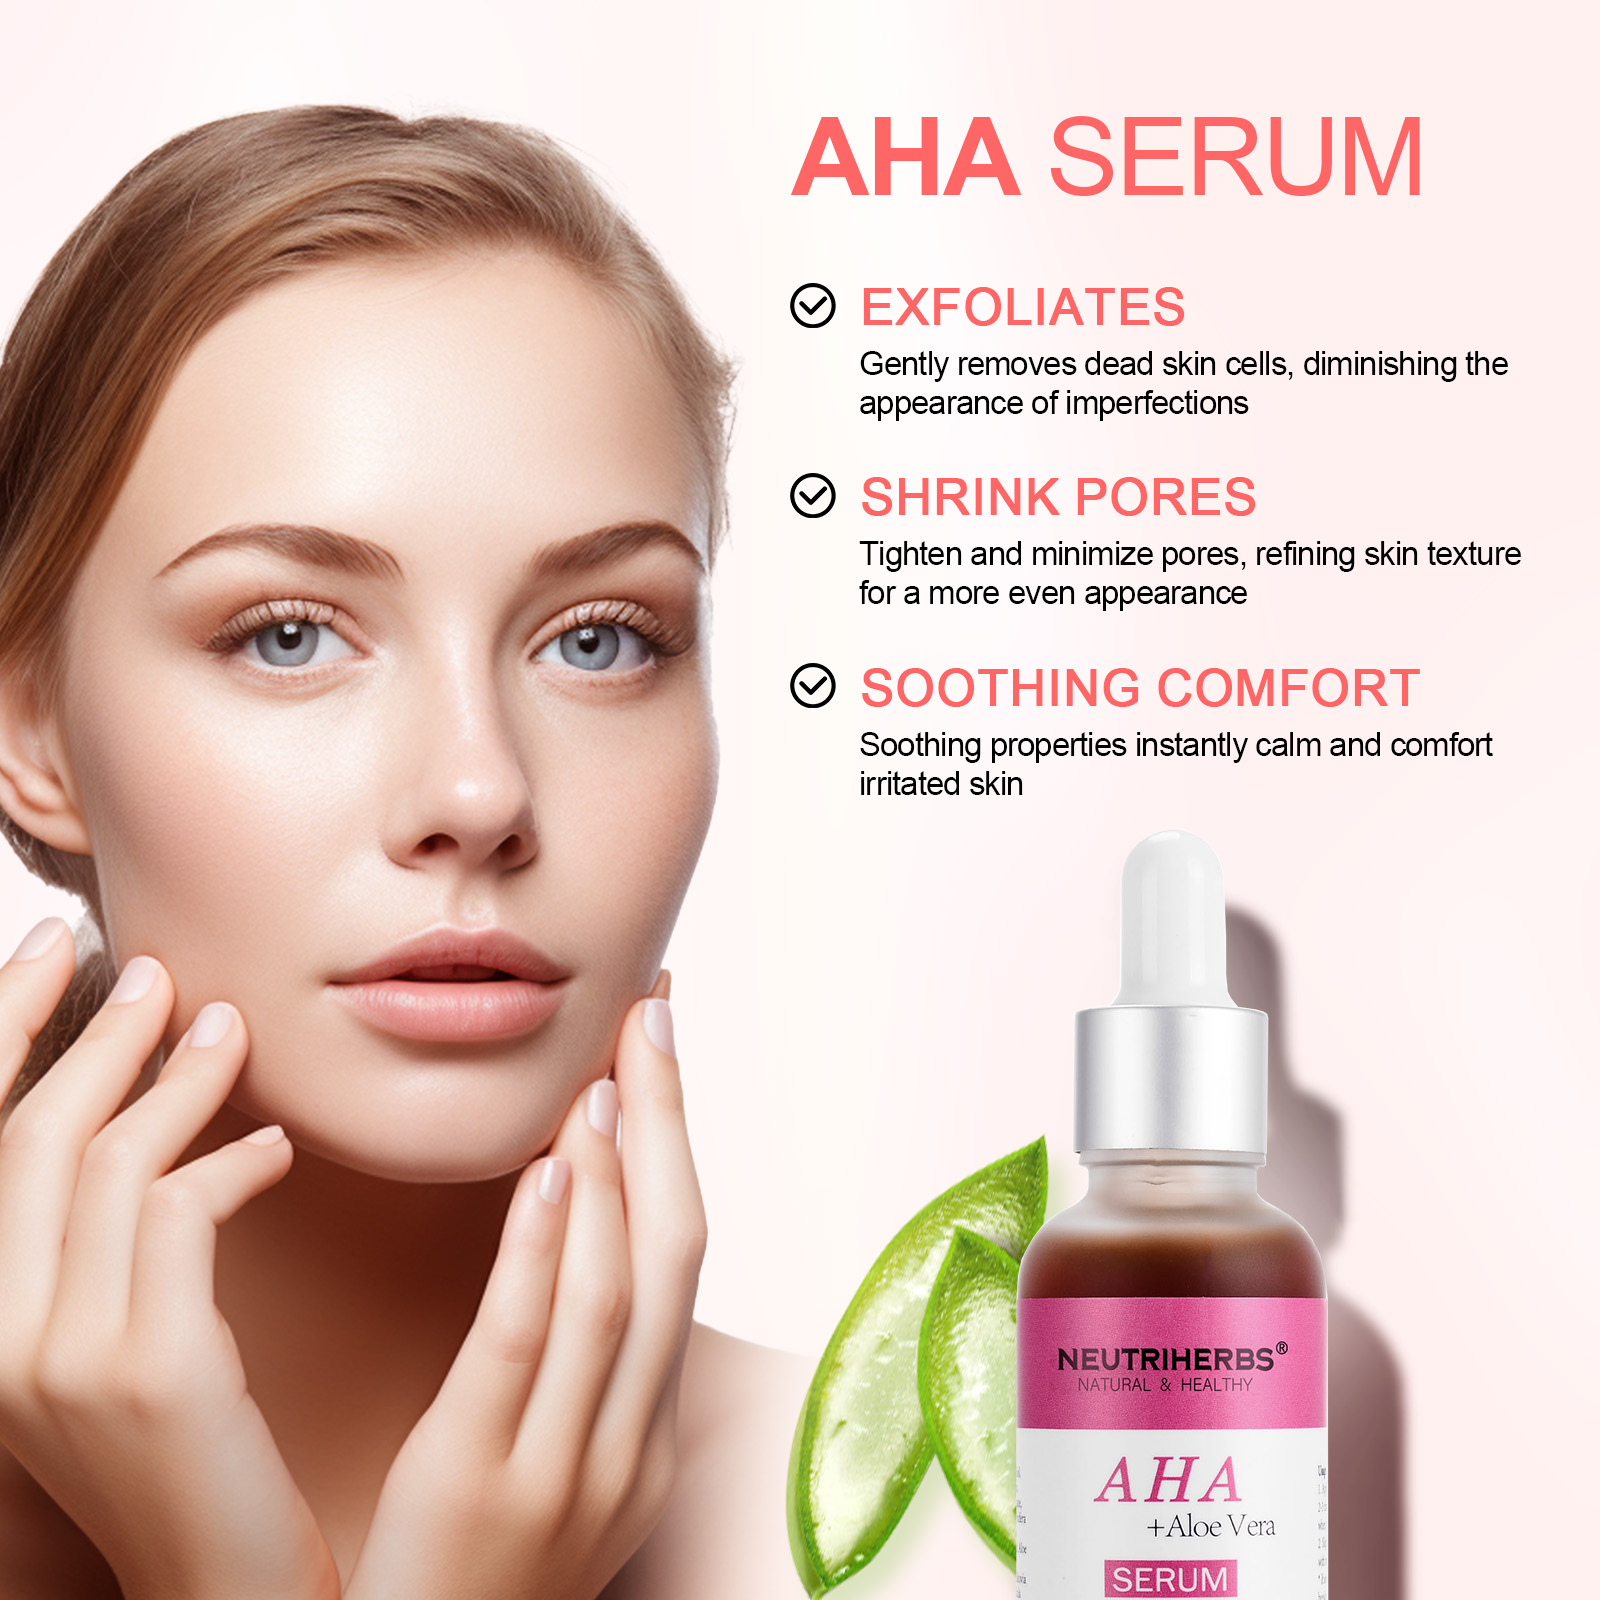 AHA SERUM
EXFOLIATES
Gently removes dead skin cells, diminishing the
appearance of imperfections
SHRINK PORES
Tighten and minimize pores, refining skin texture
for a more even appearance
SOOTHING COMFORT
Soothing properties instantly calm and comfort
irritated skin
NEUTRIHERBS®
NATURAL & HEALTHY
AHA
+Aloe Vera
SERUM